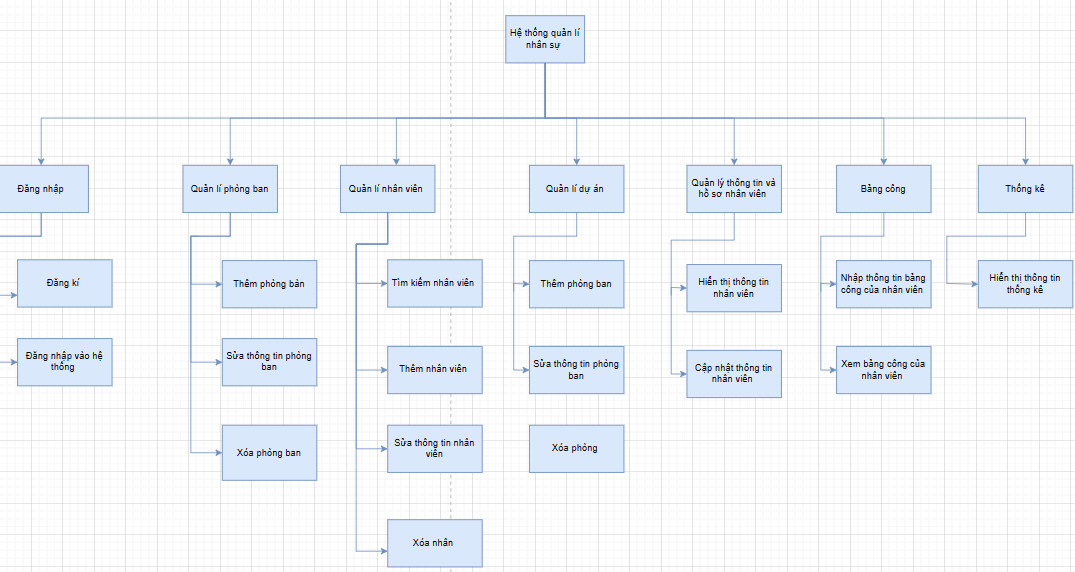 Hệ thống quản lí
nhân sự
Đăng nhập
Quản lí phòng ban
Quản lí nhân viên
Quản lí dự án
Quản lý thông tin và
hồ sơ nhân viên
Bảng công
Thống kê
Đăng kí
Thêm phòng bản
Tìm kiếm nhân viên
Thêm phòng ban
Hiển thị thông tin
nhân viên
Nhập thông tin bảng
công của nhân viên
Hiển thị thông tin
thống kê
Đăng nhập vào hệ
thống
Sửa thông tin phòng
ban
Thêm nhân viên
Sửa thông tin phòng
ban
Cập nhật thông tin
nhân viên
Xem bảng công của
nhân viên
Xóa phòng ban
Sửa thông tin nhân
viên
Xóa phòng
Xóa nhân